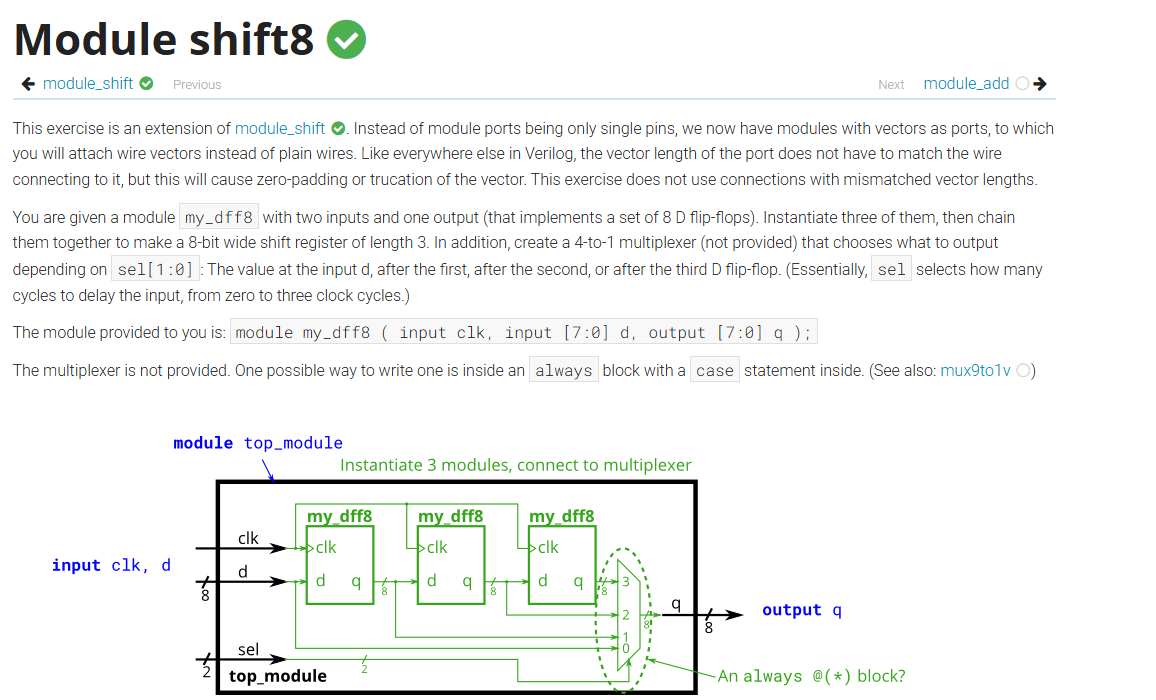 Module shift8
module_shift Previous
Next module_add
This exercise is an extension of module_shift . Instead of module ports being only single pins, we now have modules with vectors as ports, to which
you will attach wire vectors instead of plain wires. Like everywhere else in Verilog, the vector length of the port does not have to match the wire
connecting to it, but this will cause zero-padding or trucation of the vector. This exercise does not use connections with mismatched vector lengths.
You are given a module my_dff8 with two inputs and one output (that implements a set of 8 D flip-flops). Instantiate three of them, then chain
them together to make a 8-bit wide shift register of length 3. In addition, create a 4-to-1 multiplexer (not provided) that chooses what to output
depending on sel[1:0] : The value at the input d, after the first, after the second, or after the third D flip-flop. (Essentially, sel selects how many
cycles to delay the input, from zero to three clock cycles.)
The module provided to you is: module my_dff8 ( input clk, input [7:0] d, output [7:0] q );
The multiplexer is not provided. One possible way to write one is inside an always block with a case statement inside. (See also: mux9to1v )
module top_module
Instantiate 3 modules, connect to multiplexer
my_dff8 my_dff8 my_dff8
clk
clk clk clk
input clk, d
d
d q d q d q 3
8 8 8 8
2 8
q
output q
8
1
0
sel
2 2
top_module
An always @(*) block?